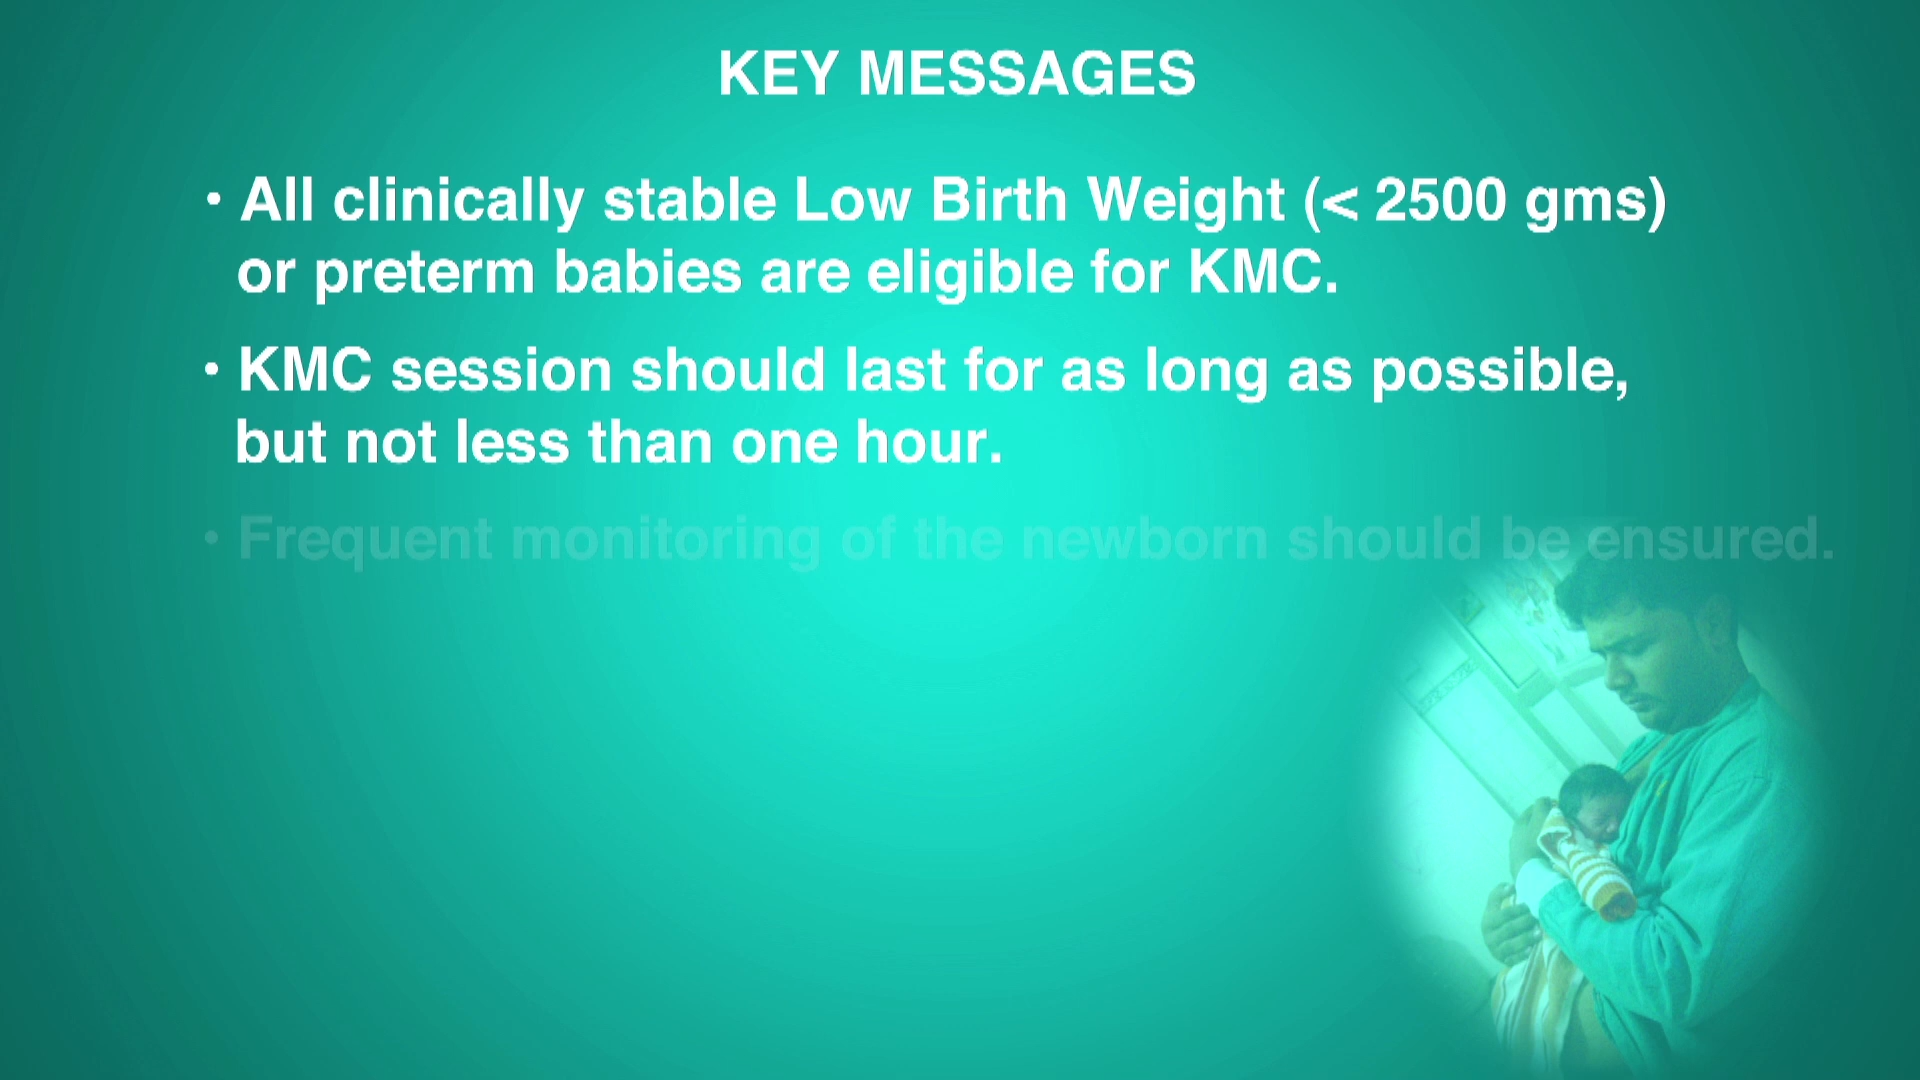 KEY MESSAGES
• All clinically stable Low Birth Weight (< 2500 gms)
or preterm babies are eligible for KMC.
• KMC session should last for as long as possible,
but not less than one hour.
• Frequent monitoring of the newborn should be ensured.